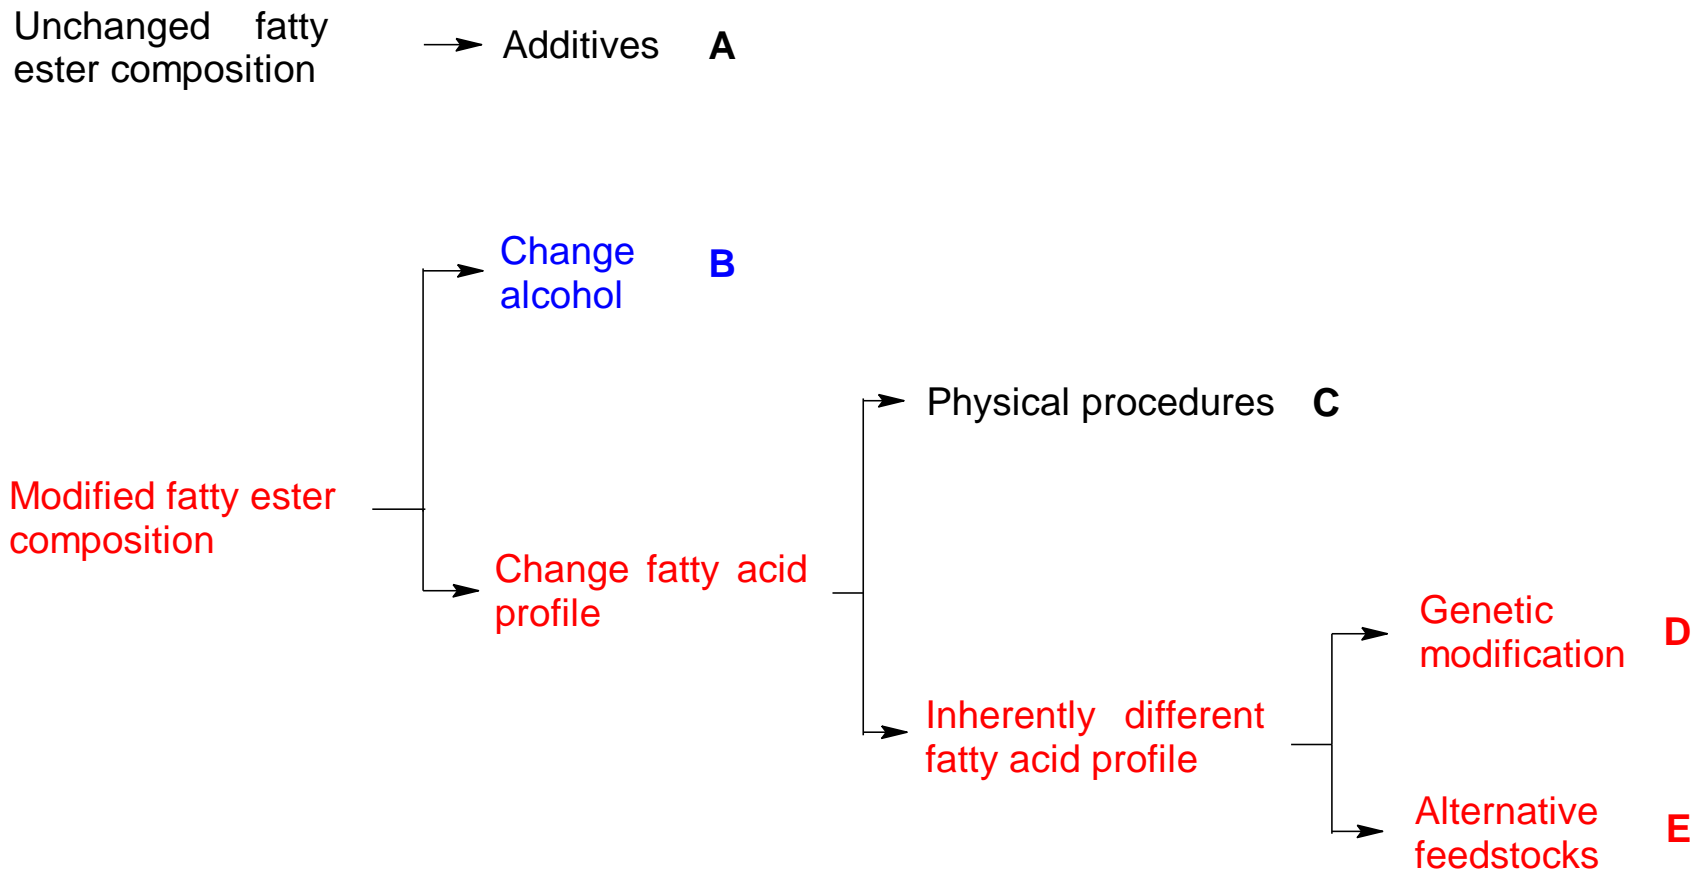 Unchanged fatty
ester composition
Additives A
Change
alcohol
B
Physical procedures C
Modified fatty ester
composition
Change fatty acid
profile
Genetic
modification
D
Inherently different
fatty acid profile
Alternative
feedstocks
E